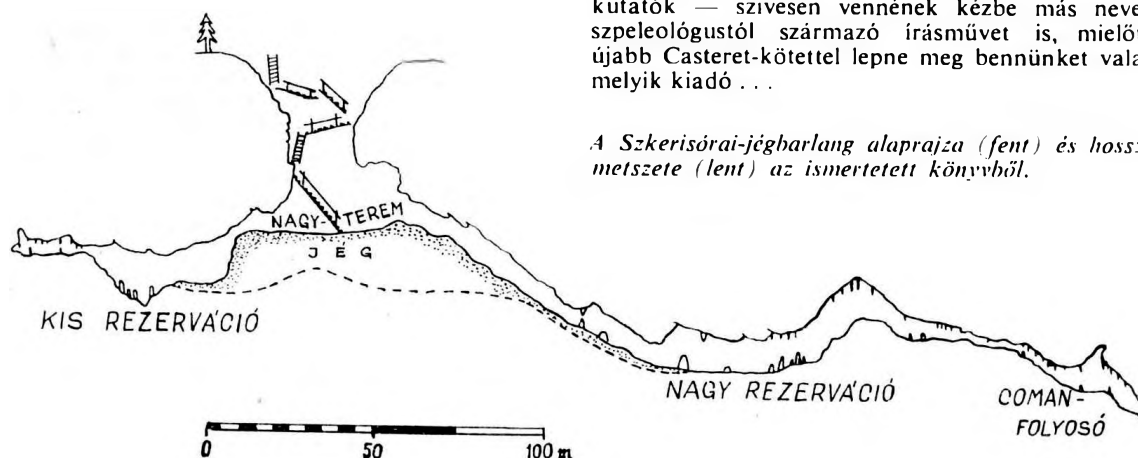 kutatók — szívesen vennének kézbe más neve
szpeleológustól származó írásművet is, mielőt
újabb Casteret-kötettel lepne meg bennünket vala
melyik kiadó . . .
A Szkerisórai-jégbarlang alaprajza (fent) és hossz
metszete (lent) az ismertetett könyvből.
NAGY-TEREM
JÉG
KIS REZERVÁCIÓ
NAGY REZERVÁCIÓ
COMAN-
FOLYOSÓ
0 50 100 m